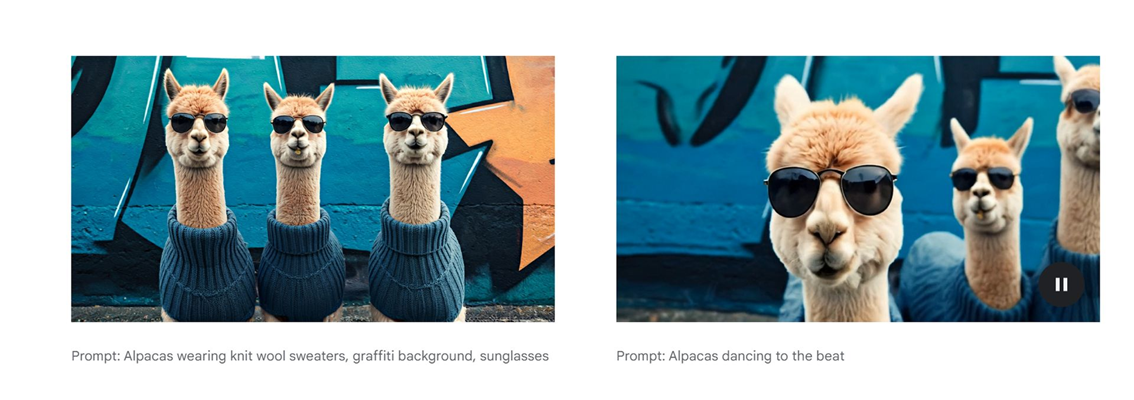 Prompt: Alpacas wearing knit wool sweaters, graffiti background, sunglasses
Prompt: Alpacas dancing to the beat